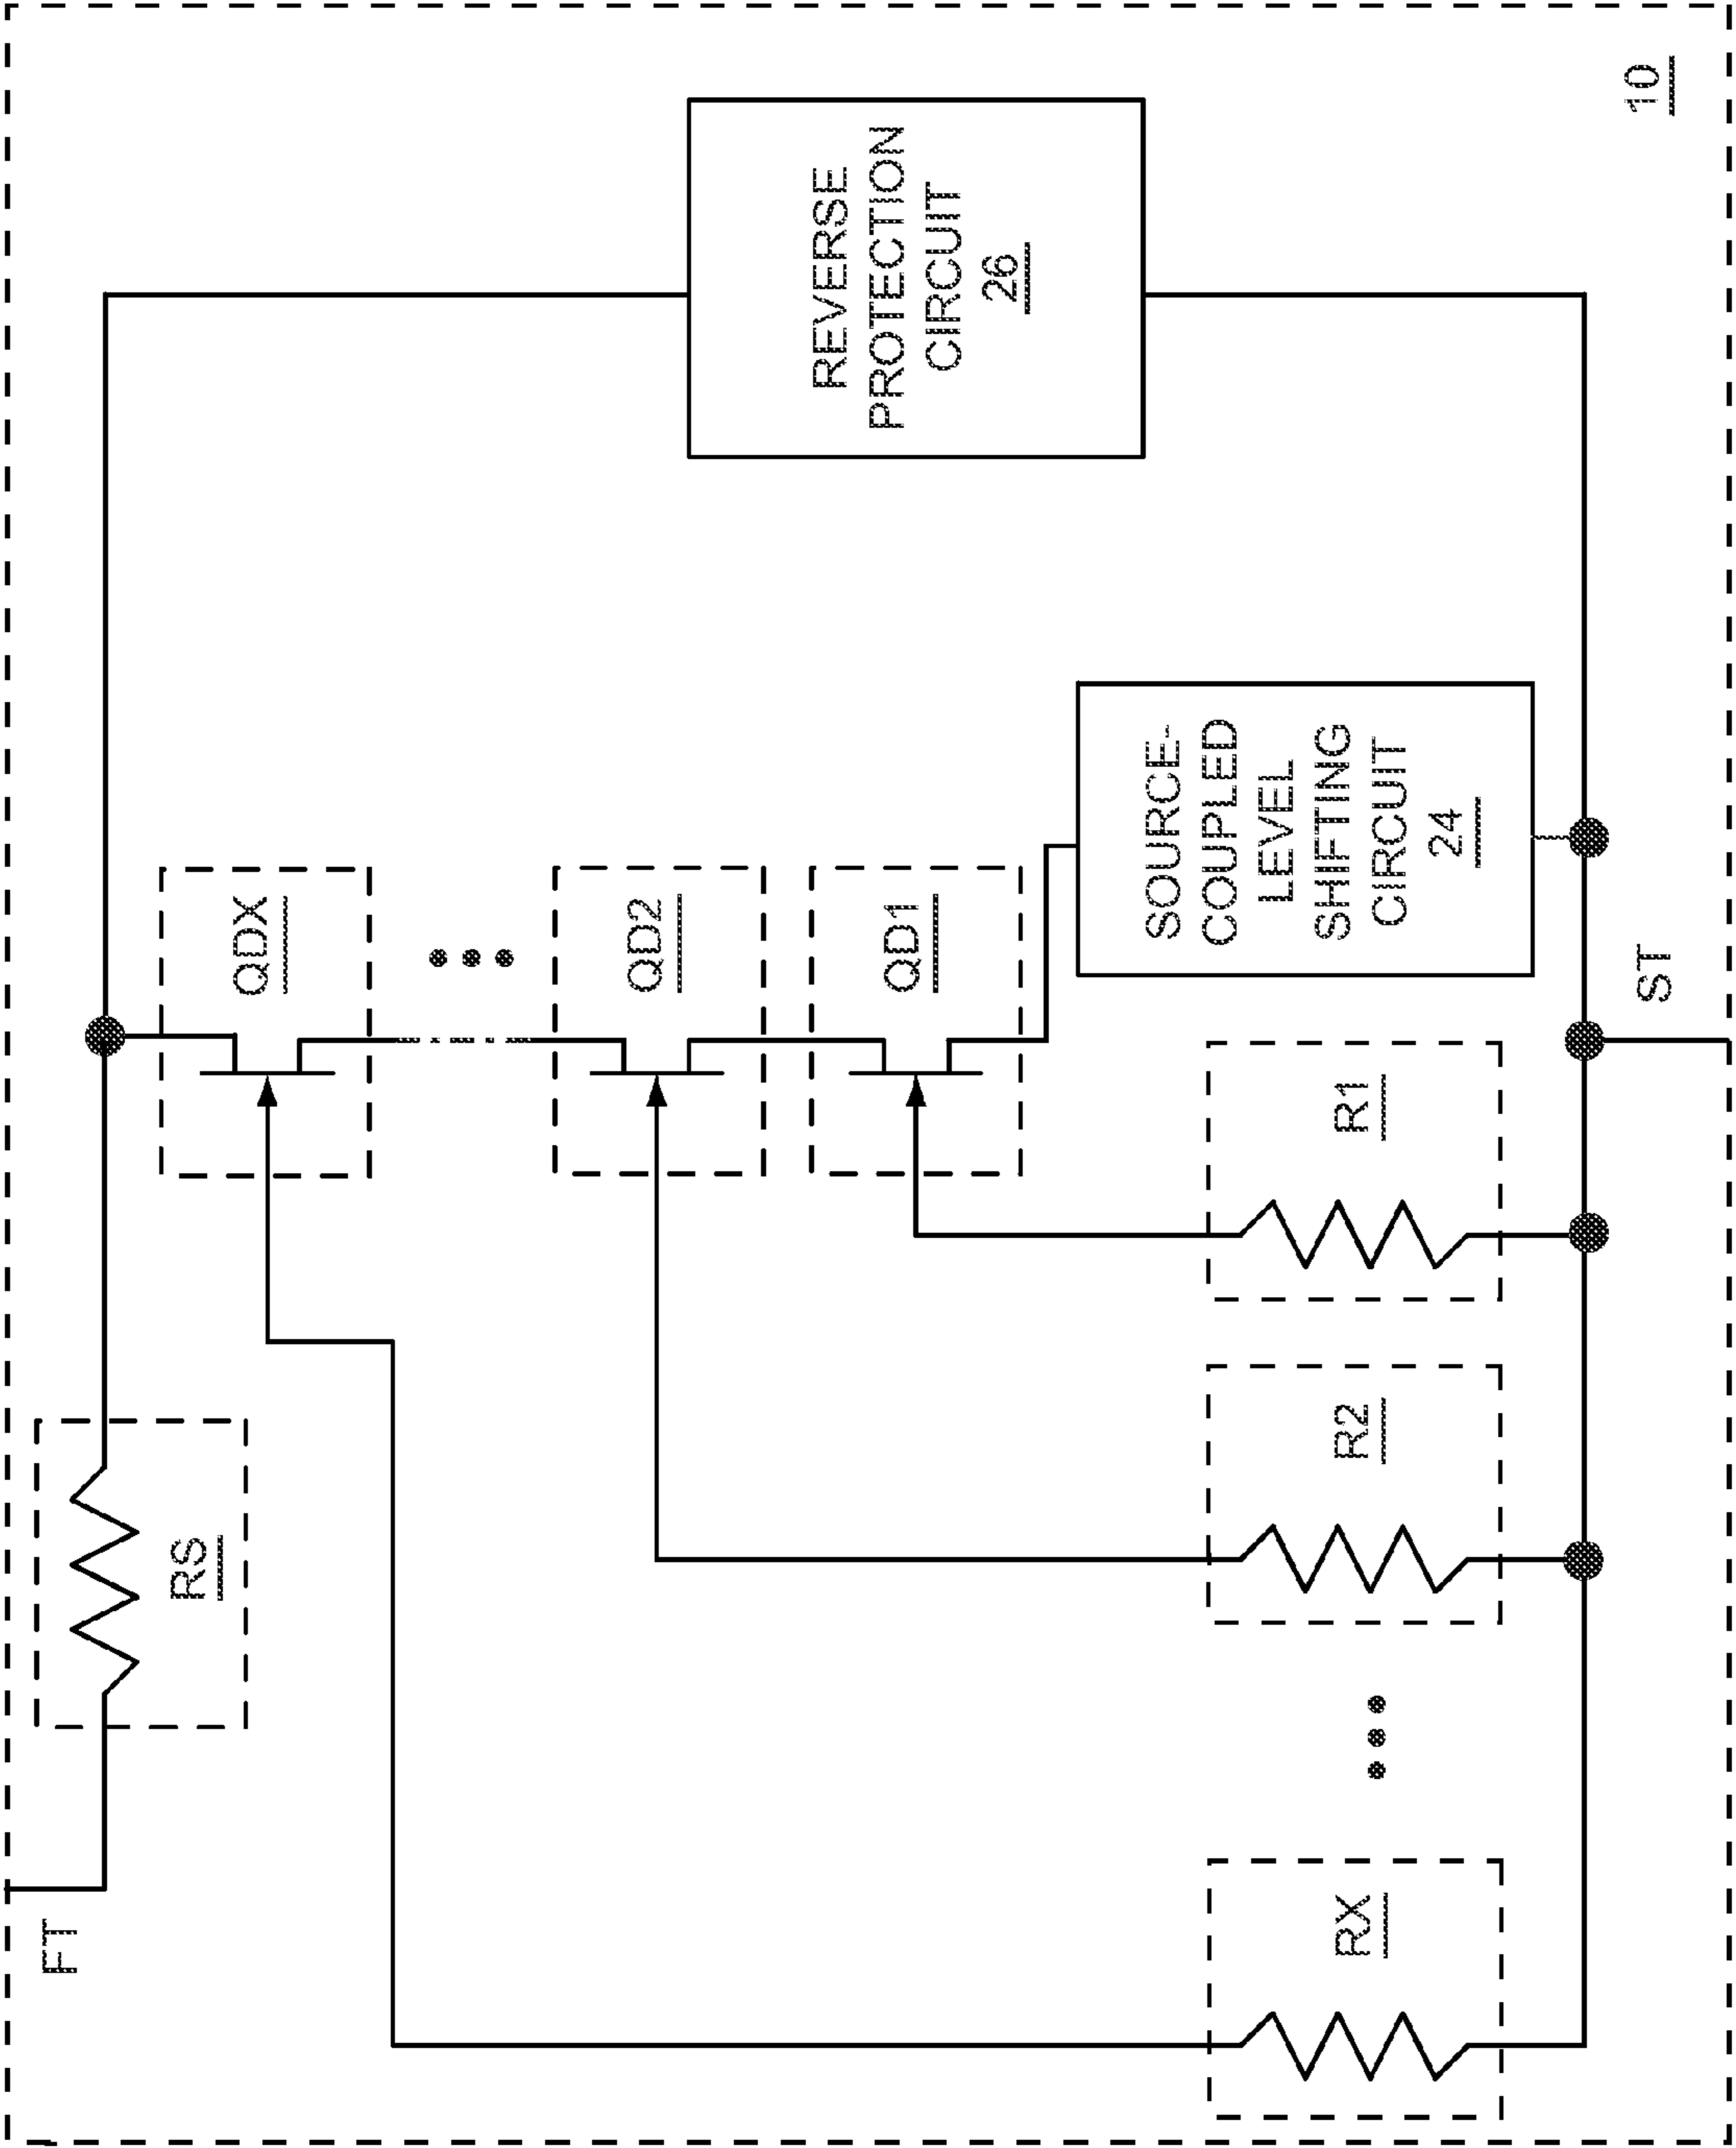 FT
RS
QDX
QD2
QD1
REVERSE
PROTECTION
CIRCUIT
26
SOURCE-
COUPLED
LEVEL
SHIFTING
CIRCUIT
24
RX
R2
R1
ST
10